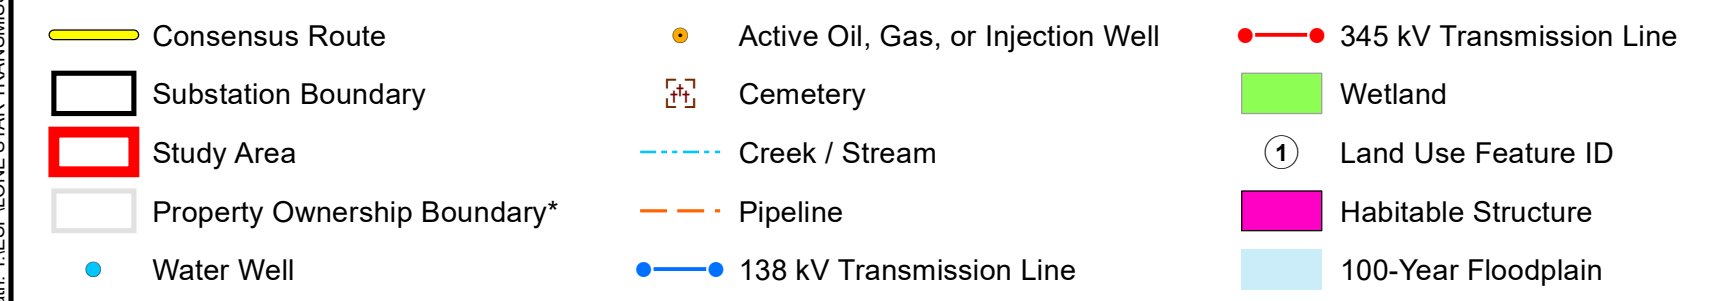 Consensus Route
Substation Boundary
Study Area
Property Ownership Boundary*
Water Well
Active Oil, Gas, or Injection Well
Cemetery
Creek / Stream
Pipeline
138 kV Transmission Line
345 kV Transmission Line
Wetland
1 Land Use Feature ID
Habitable Structure
100-Year Floodplain